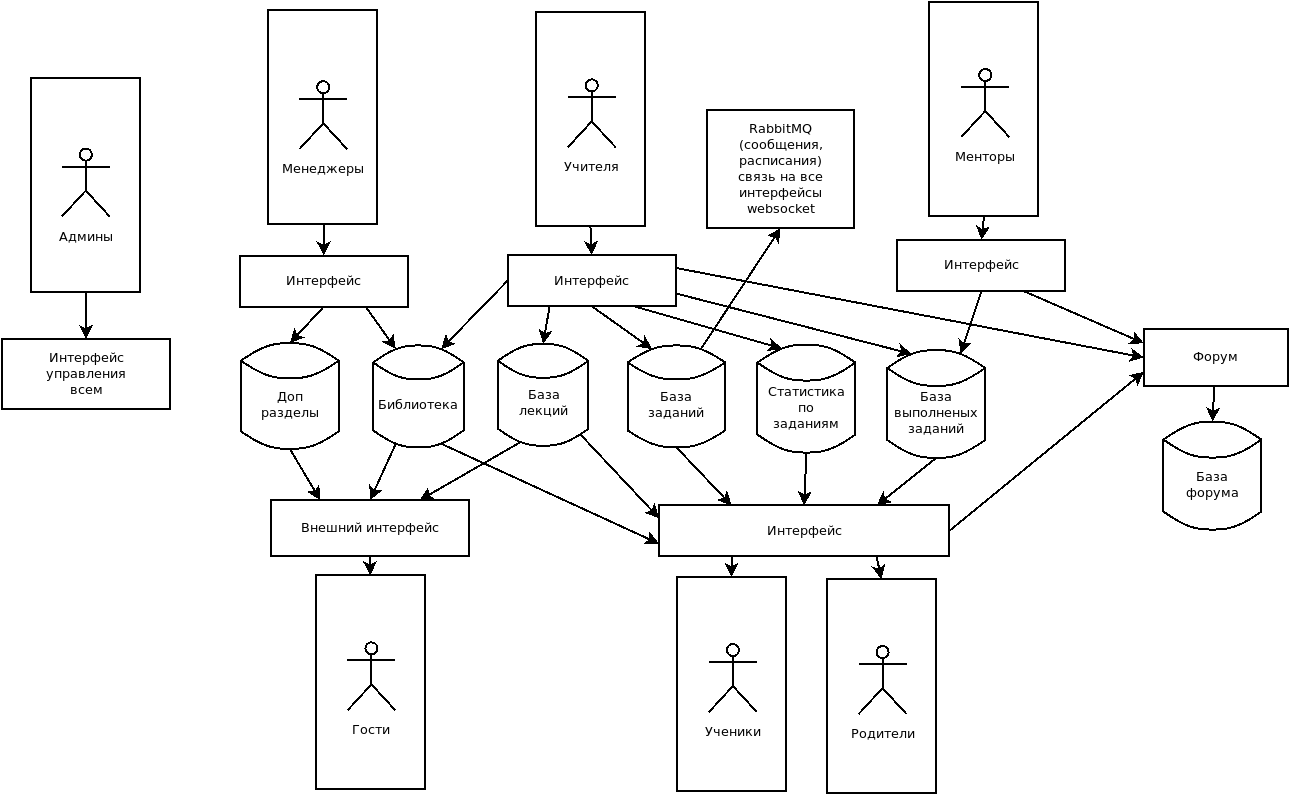 Админы
Интерфейс
управления
всем
Менеджеры
Интерфейс
Учителя
Интерфейс
RabbitMQ
(сообщения,
расписания)
связь на все
интерфейсы
websocket
Менторы
Интерфейс
Форум
База
форума
Доп
разделы
Библиотека
База
лекций
База
заданий
Статистика
по
заданиям
База
выполненых
заданий
Внешний интерфейс
Интерфейс
Гости
Ученики
Родители